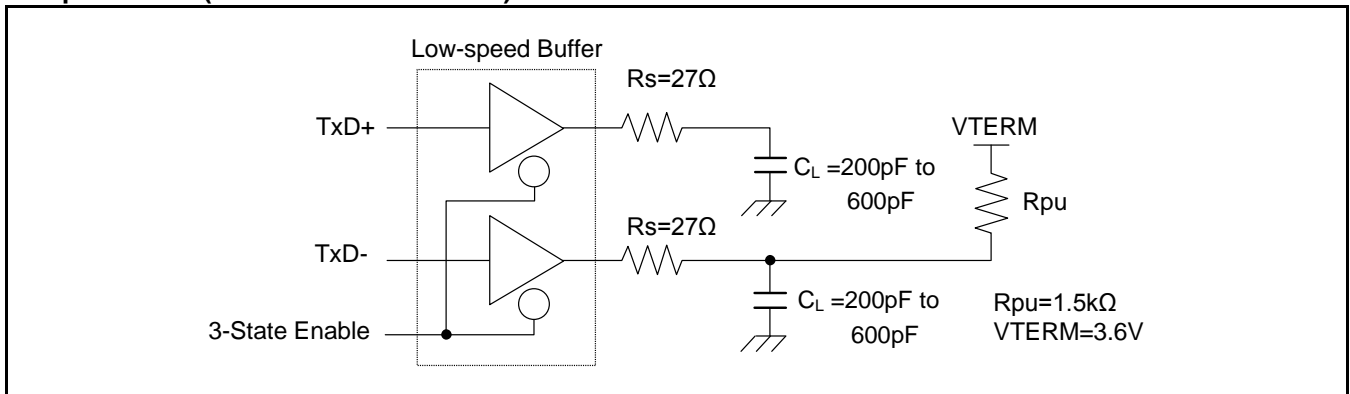 Low-speed Buffer
Rs=27Ω
TxD+
VTERM
C_L =200pF to
600pF
Rpu
Rs=27Ω
TxD-
C_L =200pF to
600pF
Rpu=1.5kΩ
VTERM=3.6V
3-State Enable